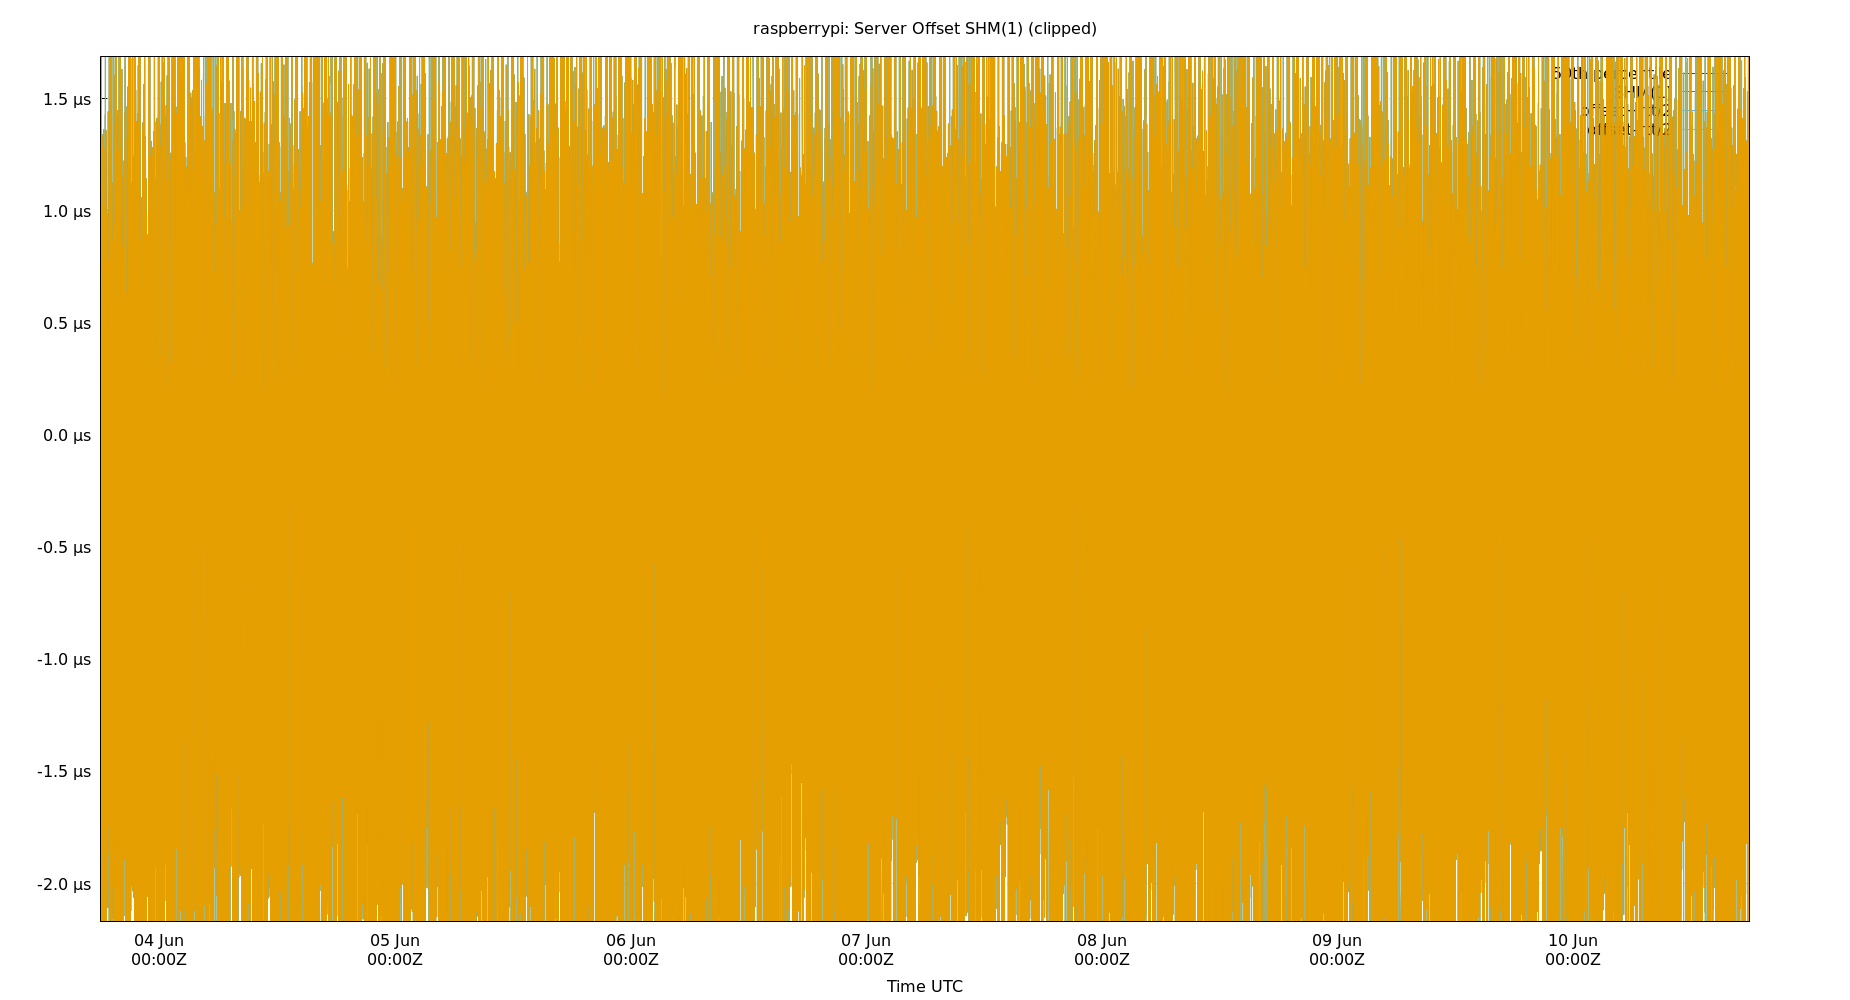 raspberrypi: Server Offset SHM(1) (clipped)
1.5 µs
1.0 µs
0.5 µs
0.0 µs
-0.5 µs
-1.0 µs
-1.5 µs
-2.0 µs
04 Jun 05 Jun 06 Jun 07 Jun 08 Jun 09 Jun 10 Jun
00:00Z 00:00Z 00:00Z 00:00Z 00:00Z 00:00Z 00:00Z
Time UTC